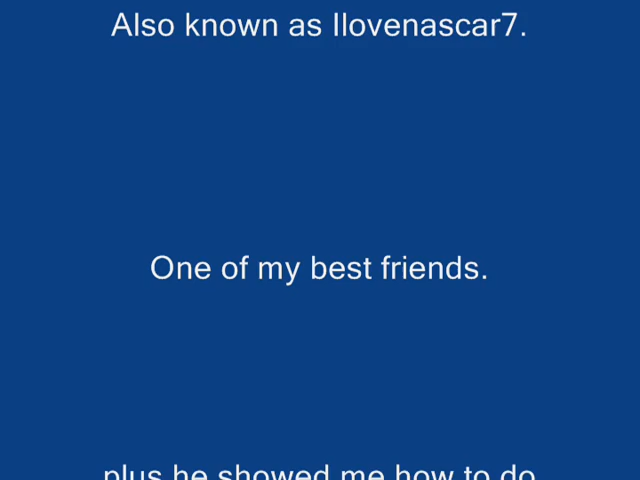 Also known as Ilovenascar7.
One of my best friends.
plus he showed me how to do